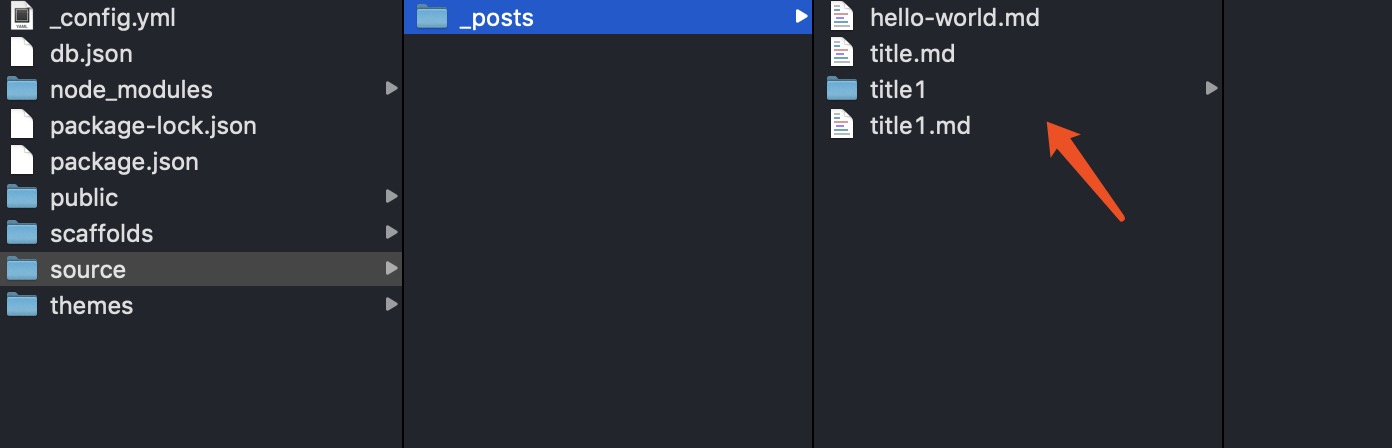 _config.yml
db.json
node_modules
package-lock.json
package.json
public
scaffolds
source
themes
_posts
hello-world.md
title.md
title1
title1.md